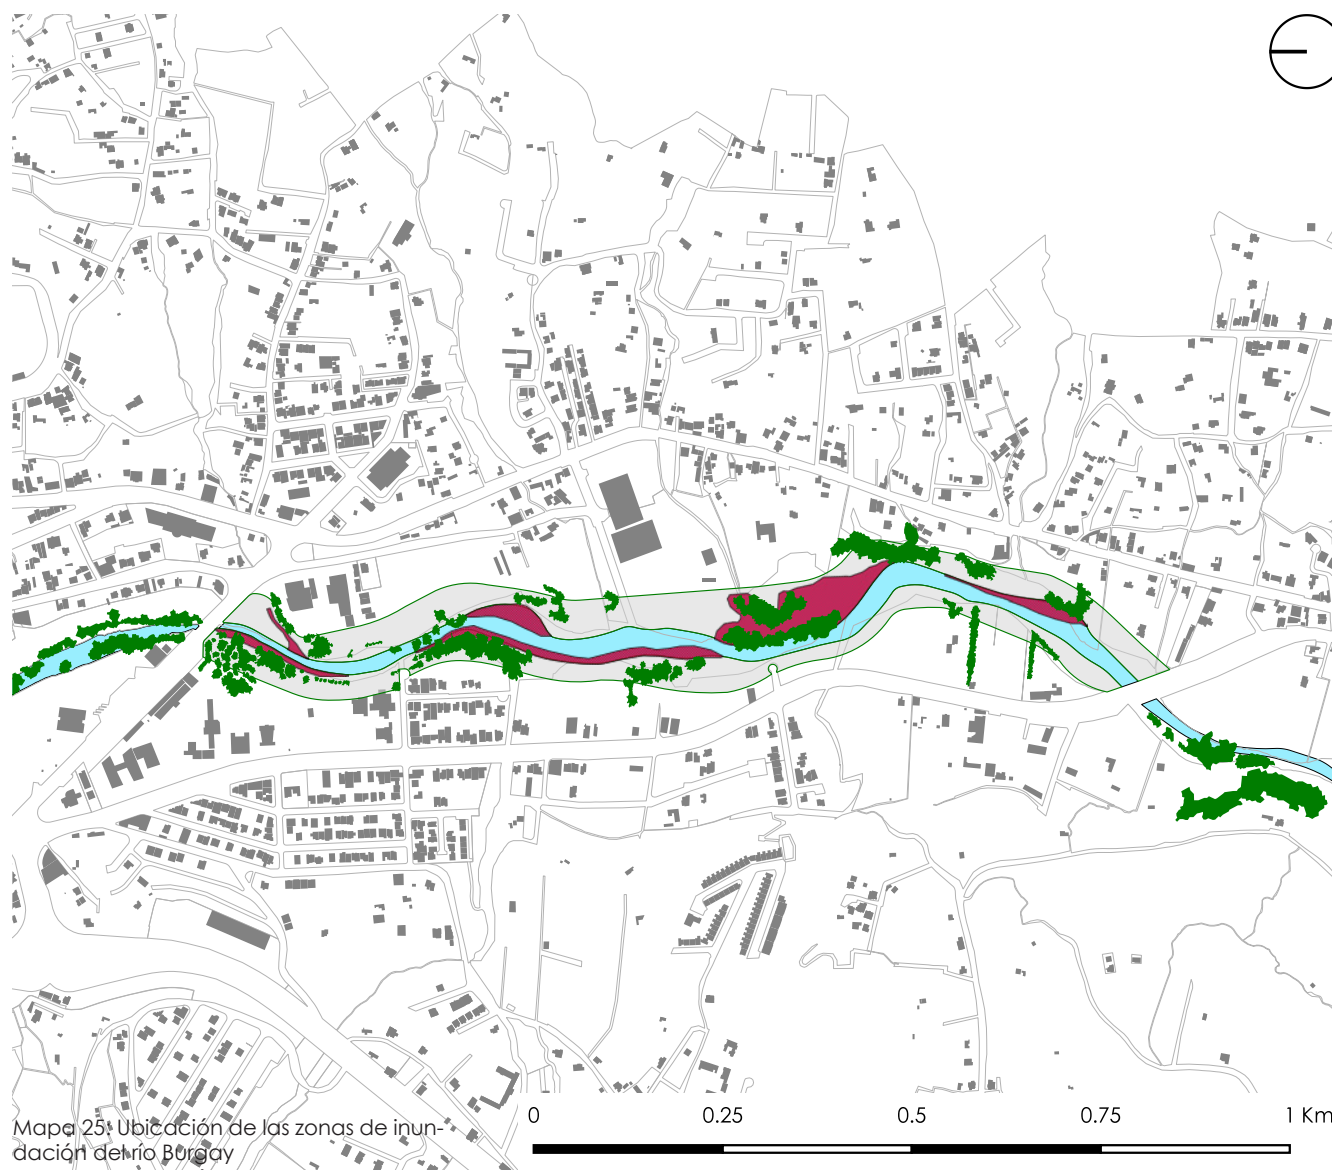 Mapa 25: Ubicación de las zonas de inun-
dación del río Burgay
0 0.25 0.5 0.75 1 Km